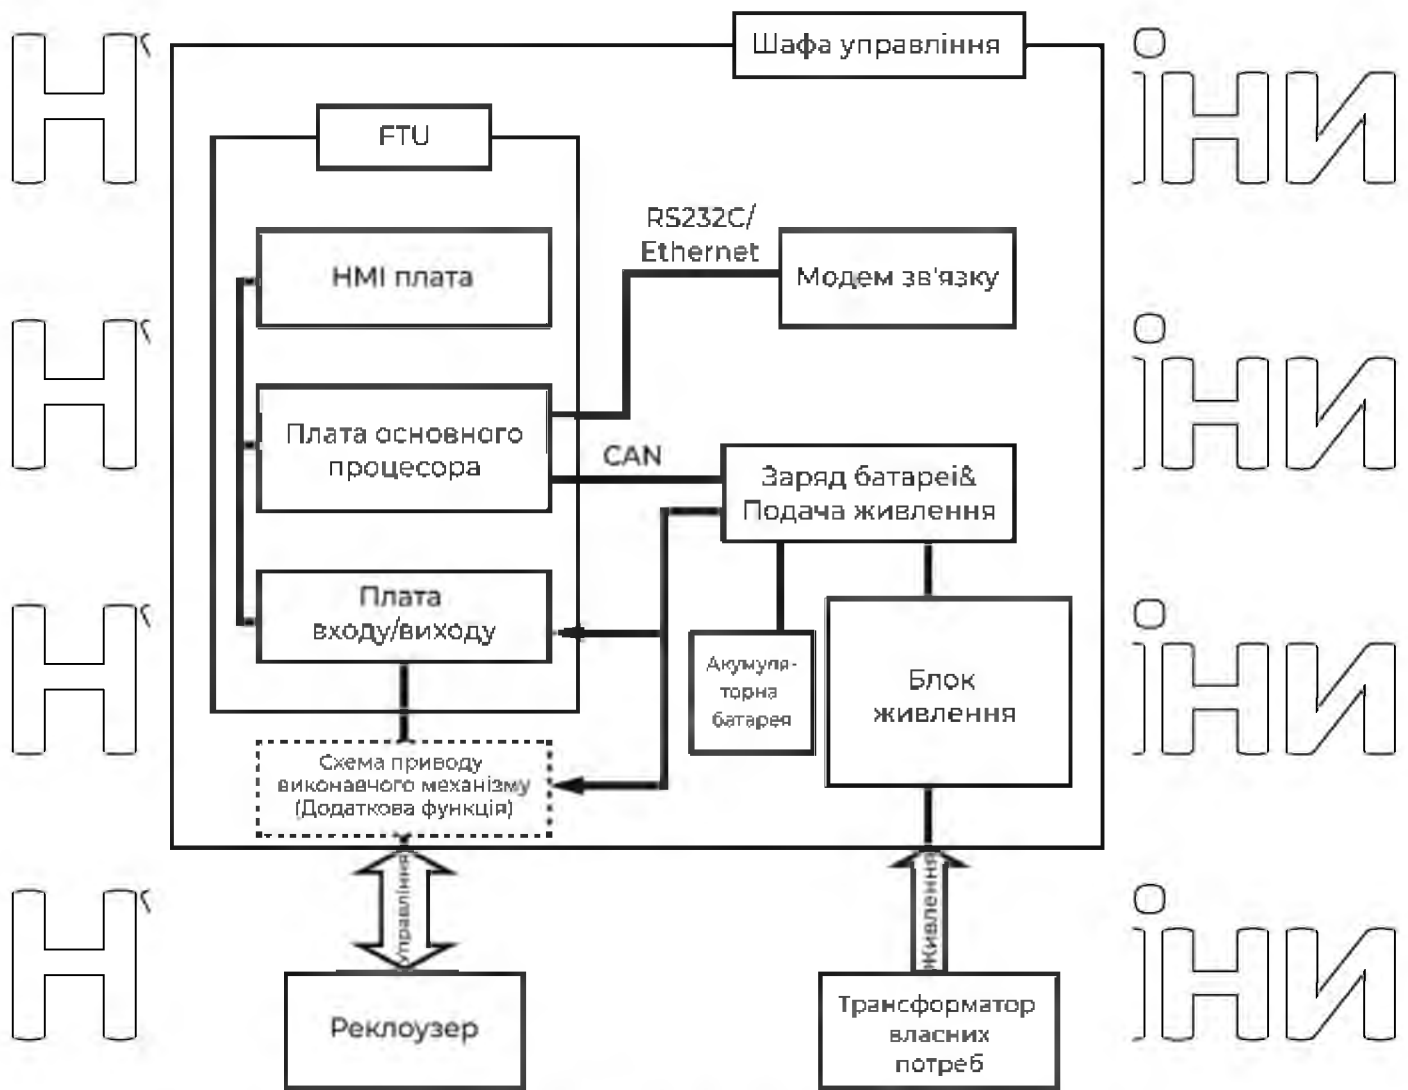 Шафа управління
FTU
RS232C/
Ethernet
HMI плата
Модем зв'язку
Плата основного
процесора
CAN
Заряд батареї&
Подача живлення
Плата
входу/виходу
Акумуля-
торна
батарея
Блок
живлення
Схема приводу
виконавчого механізму
(Додаткова функція)
Управління
Живлення
Реклоузер
Трансформатор
власних
потреб